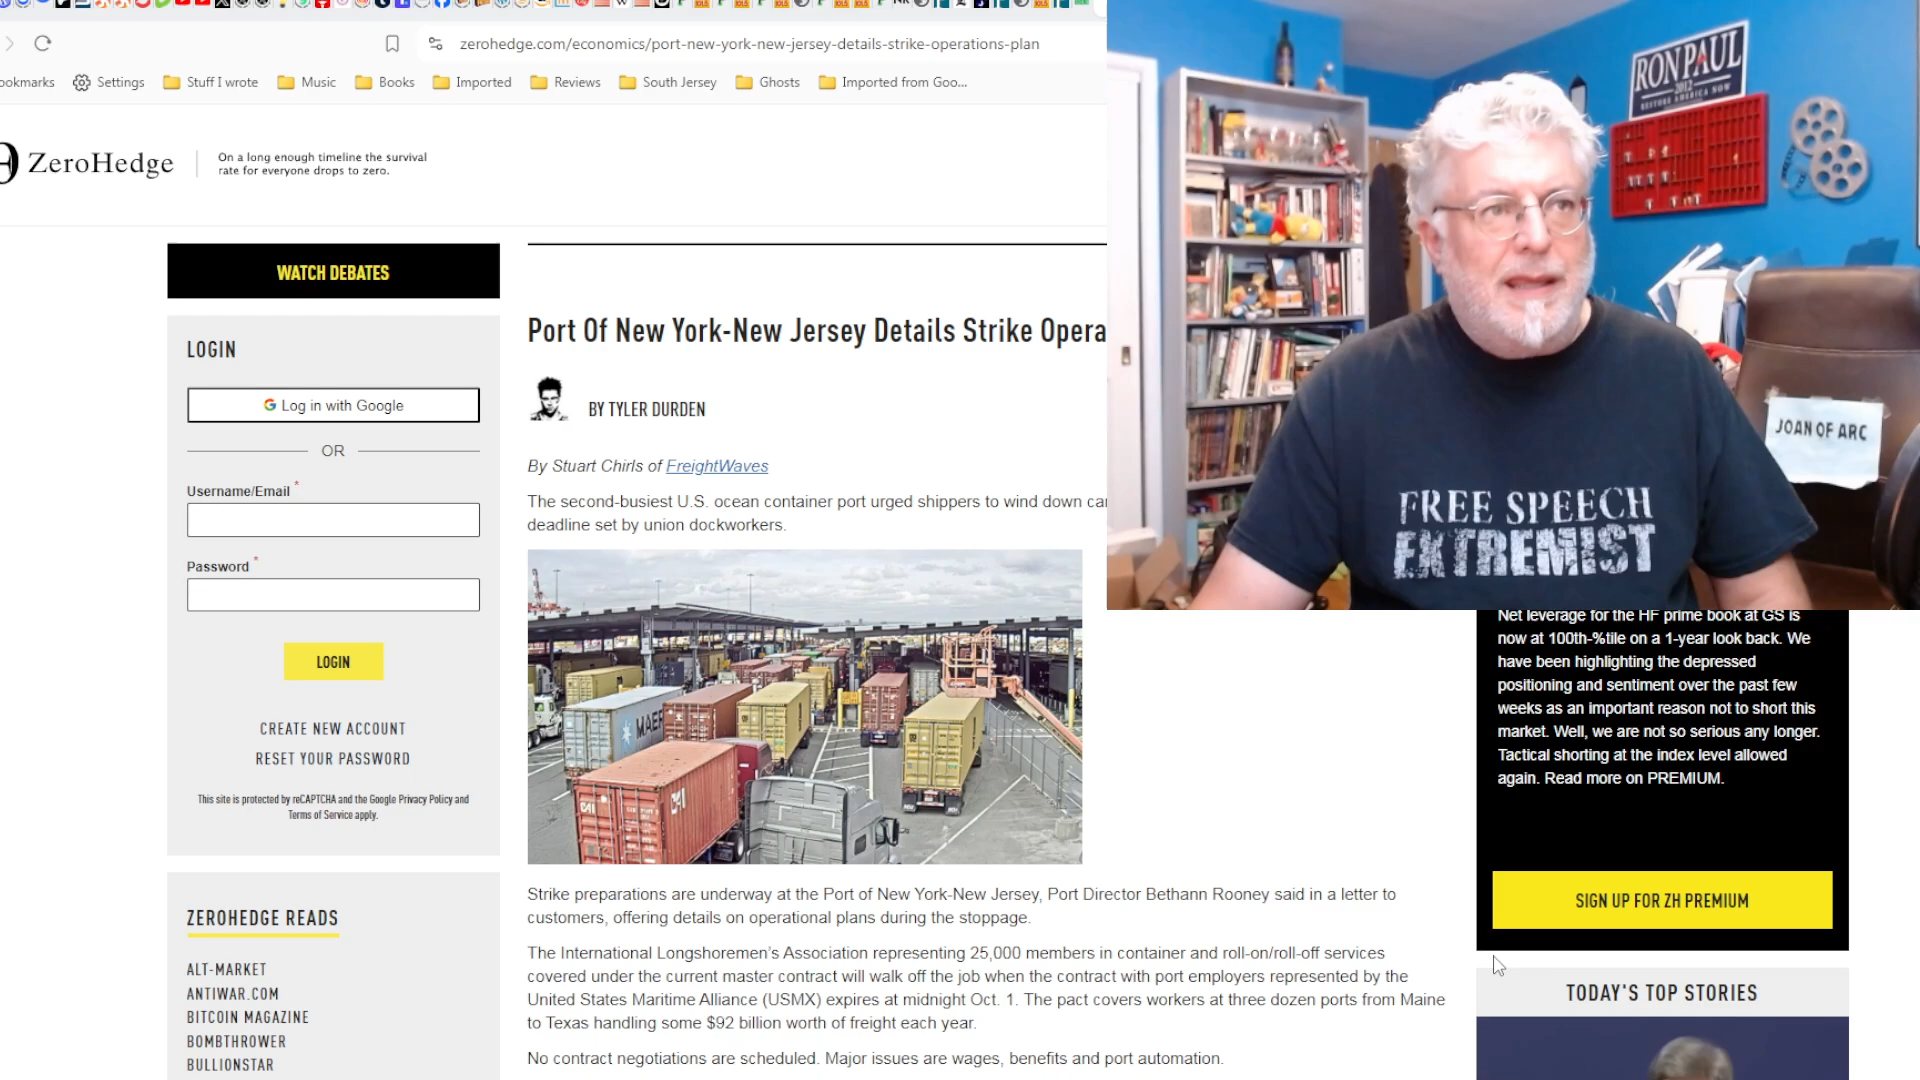 zerohedge.com/economics/port-new-york-new-jersey-details-strike-operations-plan
ookmarks Settings Stuff I wrote Music Books Imported Reviews South Jersey Ghosts Imported from Goo...
ZeroHedge
On a long enough timeline the survival
rate for everyone drops to zero.
WATCH DEBATES
LOGIN
Log in with Google
OR
Username/Email *
Password *
LOGIN
CREATE NEW ACCOUNT
RESET YOUR PASSWORD
This site is protected by reCAPTCHA and the Google Privacy Policy and
Terms of Service apply.
ZEROHEDGE READS
ALT-MARKET
ANTIWAR.COM
BITCOIN MAGAZINE
BOMBTHROWER
BULLIONSTAR
Port Of New York-New Jersey Details Strike Opera
BY TYLER DURDEN
By Stuart Chirls of FreightWaves
The second-busiest U.S. ocean container port urged shippers to wind down car
deadline set by union dockworkers.
MAER
CAI
Strike preparations are underway at the Port of New York-New Jersey, Port Director Bethann Rooney said in a letter to
customers, offering details on operational plans during the stoppage.
The International Longshoremen's Association representing 25,000 members in container and roll-on/roll-off services
covered under the current master contract will walk off the job when the contract with port employers represented by the
United States Maritime Alliance (USMX) expires at midnight Oct. 1. The pact covers workers at three dozen ports from Maine
to Texas handling some $92 billion worth of freight each year.
No contract negotiations are scheduled. Major issues are wages, benefits and port automation.
RON PAUL
2012
RESTORE AMERICA NOW
JOAN OF ARC
FREE SPEECH
EXTREMIST
Net leverage for the HF prime book at GS is
now at 100th-%tile on a 1-year look back. We
have been highlighting the depressed
positioning and sentiment over the past few
weeks as an important reason not to short this
market. Well, we are not so serious any longer.
Tactical shorting at the index level allowed
again. Read more on PREMIUM.
SIGN UP FOR ZH PREMIUM
TODAY'S TOP STORIES